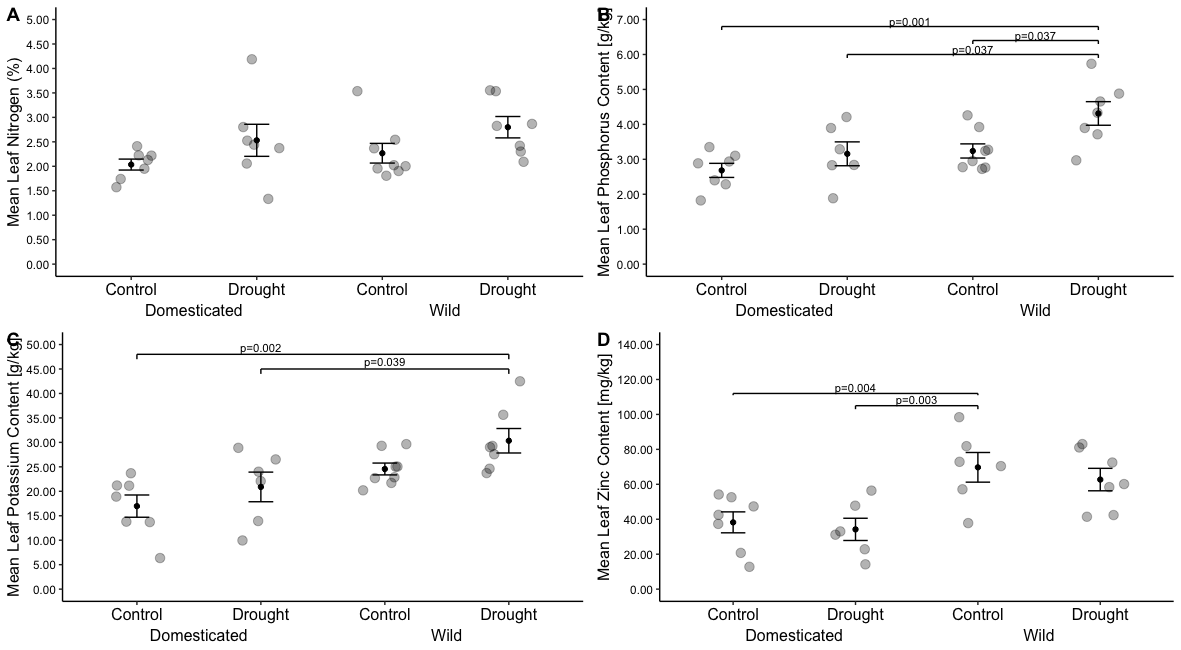 A
Mean Leaf Nitrogen (%)
5.00
4.50
4.00
3.50
3.00
2.50
2.00
1.50
1.00
0.50
0.00
Control Drought Control Drought
Domesticated Wild
B
Mean Leaf Phosphorus Content [g/kg]
7.00
6.00
5.00
4.00
3.00
2.00
1.00
0.00
p=0.001
p=0.037
p=0.037
Control Drought Control Drought
Domesticated Wild
C
Mean Leaf Potassium Content [g/kg]
50.00
45.00
40.00
35.00
30.00
25.00
20.00
15.00
10.00
5.00
0.00
p=0.002
p=0.039
Control Drought Control Drought
Domesticated Wild
D
Mean Leaf Zinc Content [mg/kg]
140.00
120.00
100.00
80.00
60.00
40.00
20.00
0.00
p=0.004
p=0.003
Control Drought Control Drought
Domesticated Wild